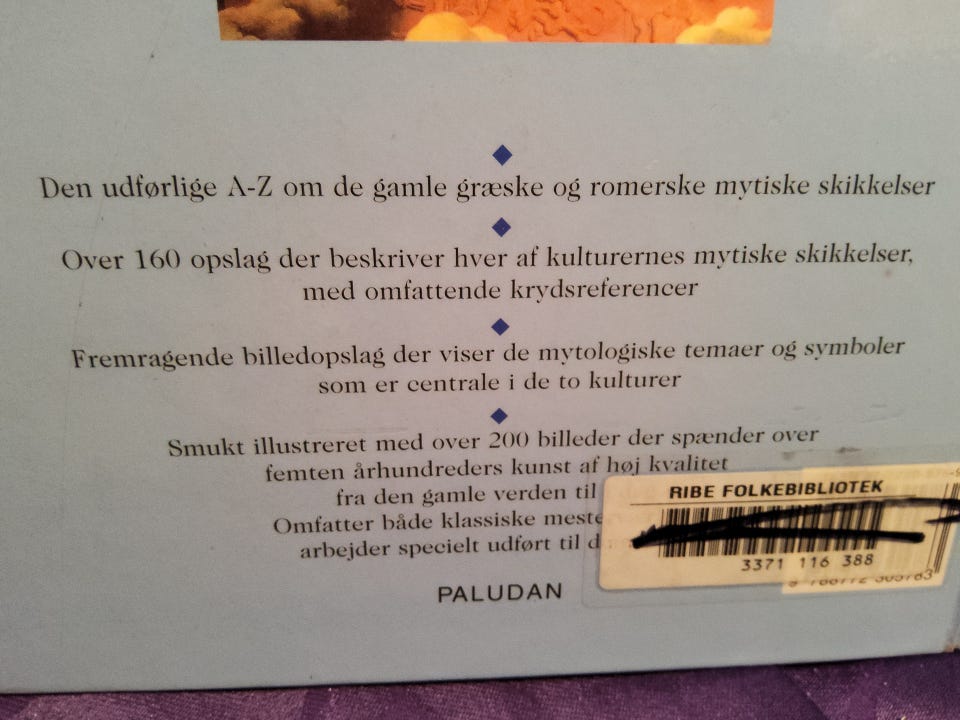 Den udførlige A-Z om de gamle græske og romerske mytiske skikkelser
Over 160 opslag der beskriver hver af kulturernes mytiske skikkelser,
med omfattende krydsreferencer
Fremragende billedopslag der viser de mytologiske temaer og symboler
som er centrale i de to kulturer
Smukt illustreret med over 200 billeder der spænder over
femten århundreders kunst af høj kvalitet
fra den gamle verden til
Omfatter både klassiske
arbejder specielt udført til
RIBE FOLKEBIBLIOTEK
3371 116 388
PALUDAN